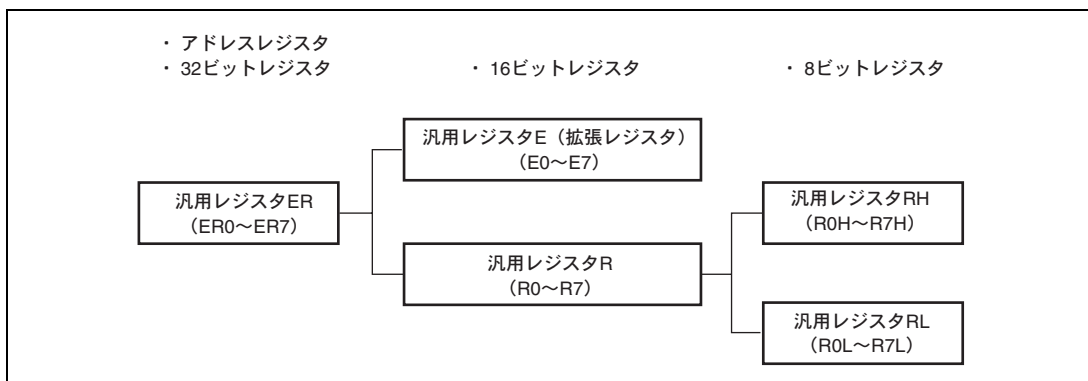 ・ アドレスレジスタ
・ 32ビットレジスタ
・ 16ビットレジスタ
・ 8ビットレジスタ
汎用レジスタER
（ER0～ER7）
汎用レジスタE（拡張レジスタ）
（E0～E7）
汎用レジスタR
（R0～R7）
汎用レジスタRH
（R0H～R7H）
汎用レジスタRL
（R0L～R7L）